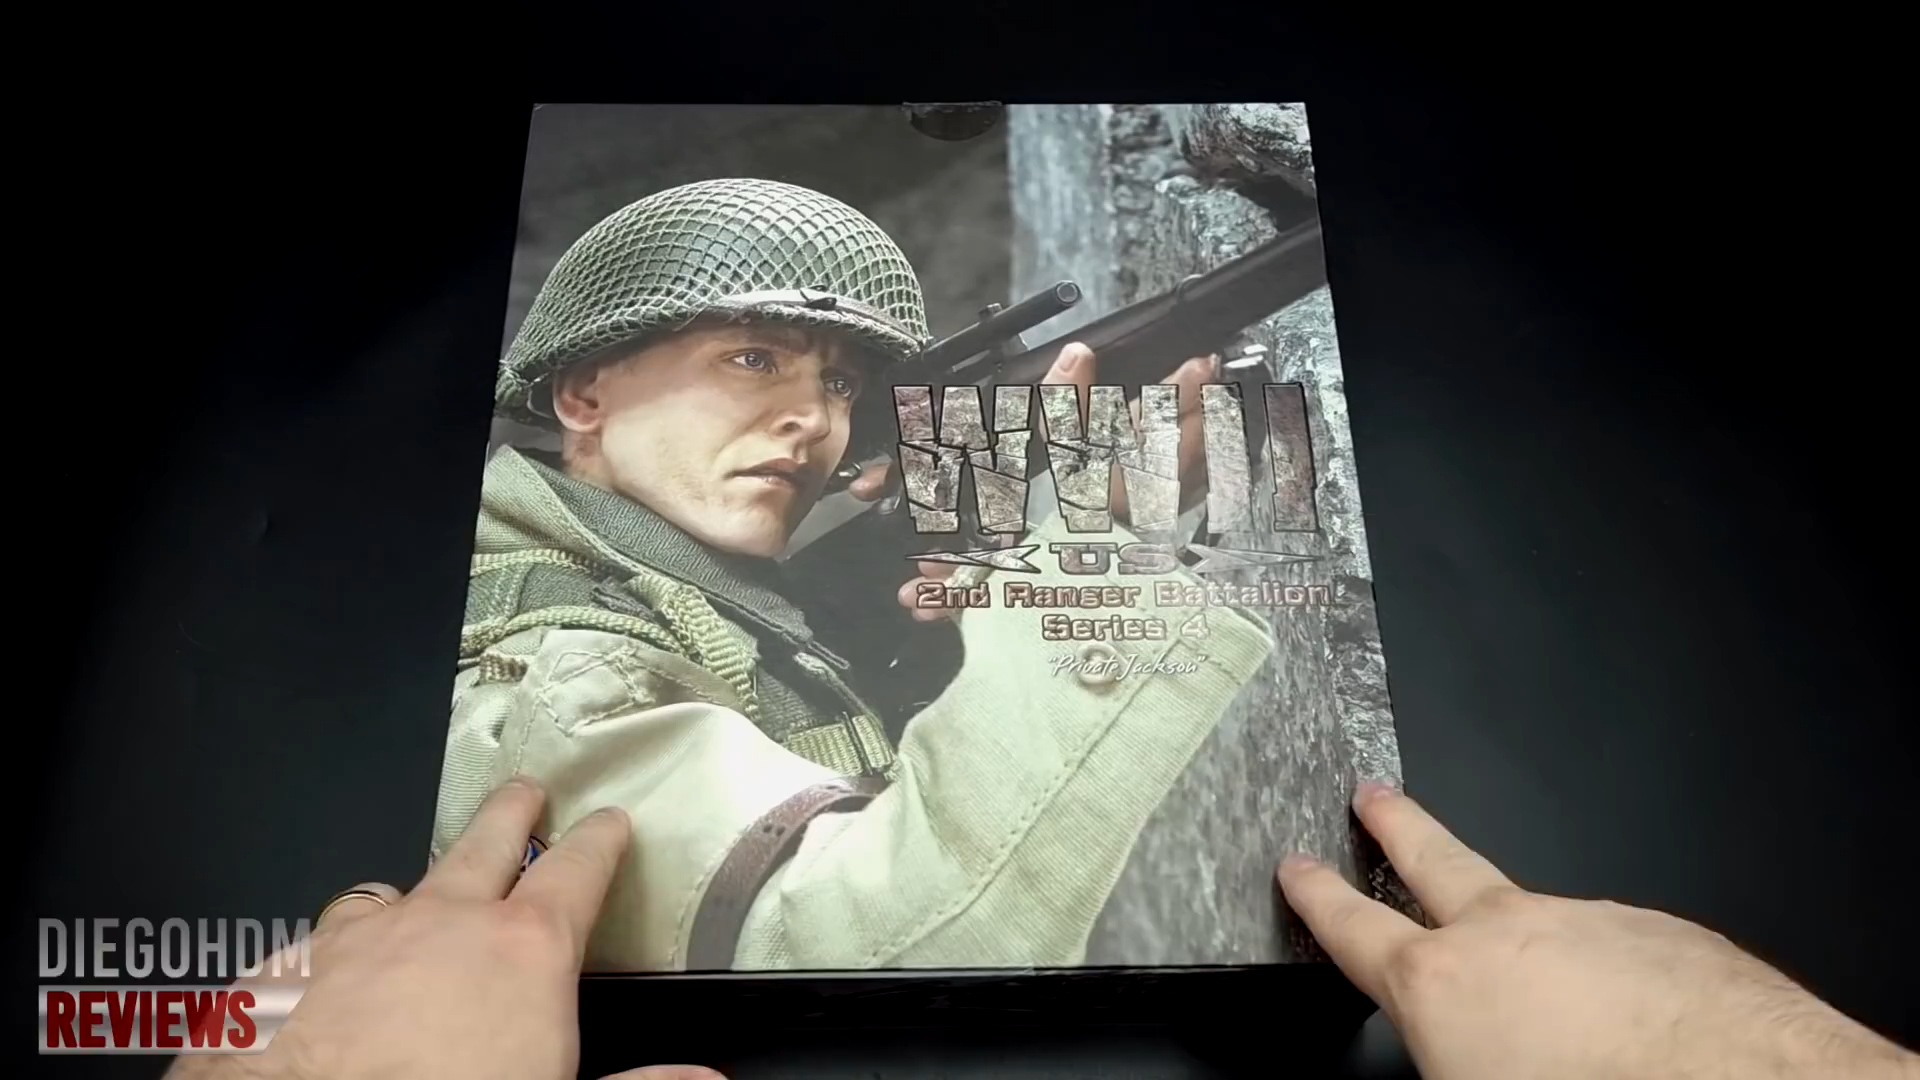 WWII
US
2nd Ranger Battalion
Series 4
"Private Jackson"
DIEGOHDM
REVIEWS